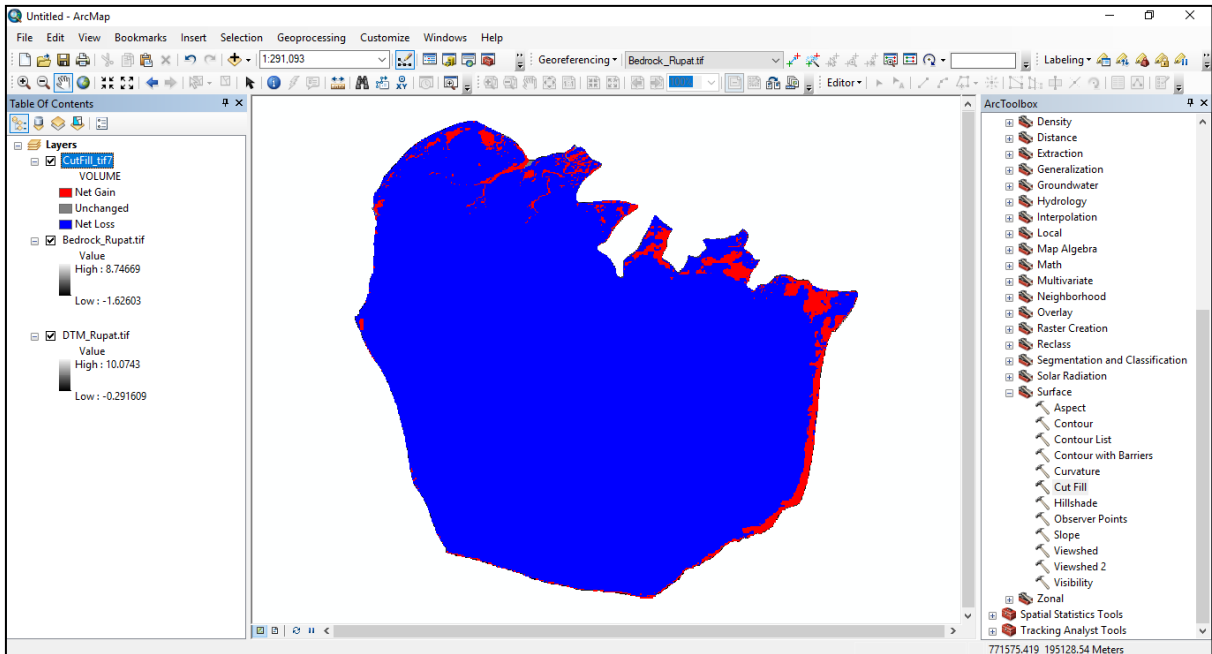 Untitled - ArcMap
File Edit View Bookmarks Insert Selection Geoprocessing Customize Windows Help
1:291,093 Georeferencing Bedrock_Rupat.tif Labeling
Editor
Table Of Contents
Layers
CutFill_tif7
VOLUME
Net Gain
Unchanged
Net Loss
Bedrock_Rupat.tif
Value
High : 8.74669
Low : -1.62603
DTM_Rupat.tif
Value
High : 10.0743
Low : -0.291609
ArcToolbox
Density
Distance
Extraction
Generalization
Groundwater
Hydrology
Interpolation
Local
Map Algebra
Math
Multivariate
Neighborhood
Overlay
Raster Creation
Reclass
Segmentation and Classification
Solar Radiation
Surface
Aspect
Contour
Contour List
Contour with Barriers
Curvature
Cut Fill
Hillshade
Observer Points
Slope
Viewshed
Viewshed 2
Visibility
Zonal
Spatial Statistics Tools
Tracking Analyst Tools
771575.419 195128.54 Meters